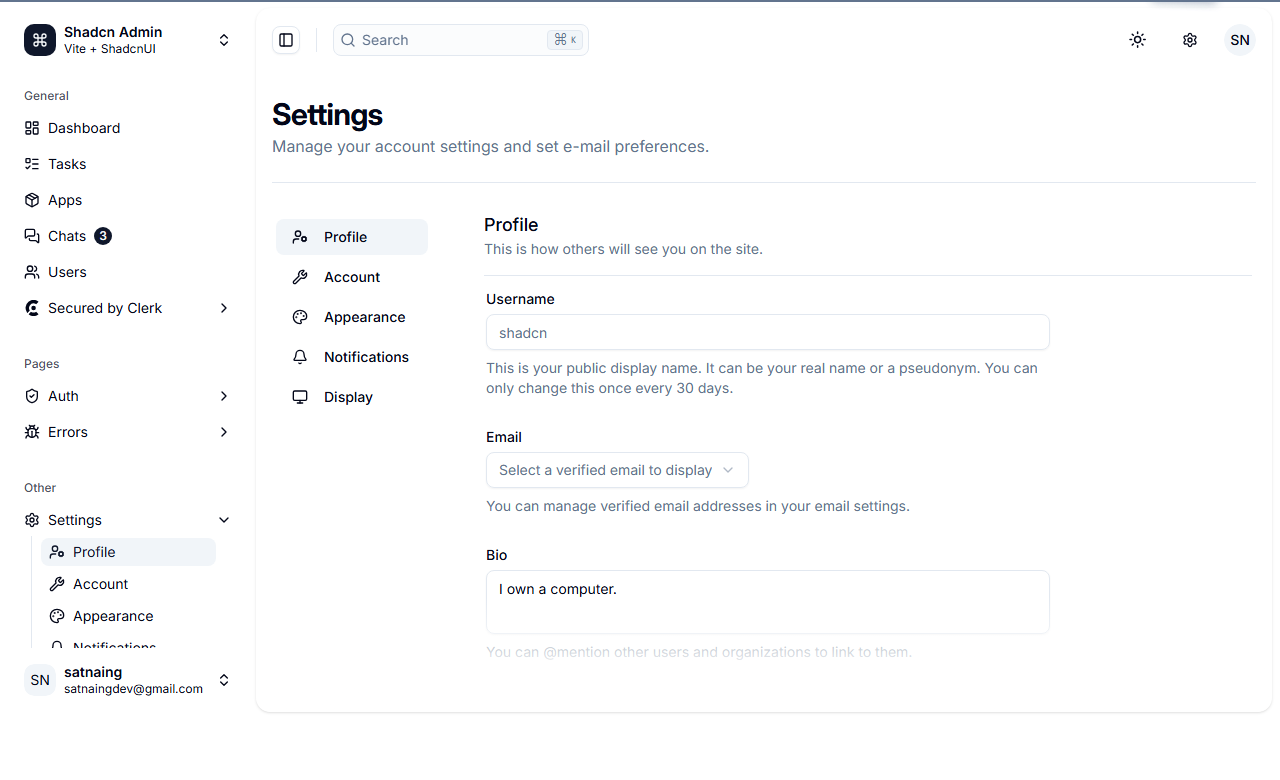 Shadcn Admin
Vite + ShadcnUI
General
Dashboard
Tasks
Apps
Chats 3
Users
Secured by Clerk
Pages
Auth
Errors
Other
Settings
Profile
Account
Appearance
Notifications
SN
satnaing
satnaingdev@gmail.com
Search ⌘ K
SN
Settings
Manage your account settings and set e-mail preferences.
Profile
Account
Appearance
Notifications
Display
Profile
This is how others will see you on the site.
Username
shadcn
This is your public display name. It can be your real name or a pseudonym. You can
only change this once every 30 days.
Email
Select a verified email to display
You can manage verified email addresses in your email settings.
Bio
I own a computer.
You can @mention other users and organizations to link to them.